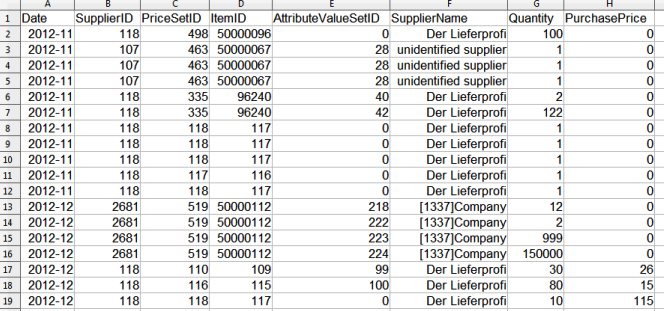 A B C D E F G H
1 Date SupplierID PriceSetID ItemID AttributeValueSetID SupplierName Quantity PurchasePrice
2 2012-11 118 498 50000096 0 Der Lieferprofi 100 0
3 2012-11 107 463 50000067 28 unidentified supplier 1 0
4 2012-11 107 463 50000067 28 unidentified supplier 1 0
5 2012-11 107 463 50000067 28 unidentified supplier 1 0
6 2012-11 118 335 96240 40 Der Lieferprofi 2 0
7 2012-11 118 335 96240 42 Der Lieferprofi 122 0
8 2012-11 118 118 117 0 Der Lieferprofi 1 0
9 2012-11 118 118 117 0 Der Lieferprofi 1 0
10 2012-11 118 118 117 0 Der Lieferprofi 1 0
11 2012-11 118 117 116 0 Der Lieferprofi 1 0
12 2012-11 118 118 117 0 Der Lieferprofi 1 0
13 2012-12 2681 519 50000112 218 [1337]Company 12 0
14 2012-12 2681 519 50000112 222 [1337]Company 2 0
15 2012-12 2681 519 50000112 223 [1337]Company 999 0
16 2012-12 2681 519 50000112 224 [1337]Company 150000 0
17 2012-12 118 110 109 99 Der Lieferprofi 30 26
18 2012-12 118 116 115 100 Der Lieferprofi 80 15
19 2012-12 118 118 117 0 Der Lieferprofi 10 115